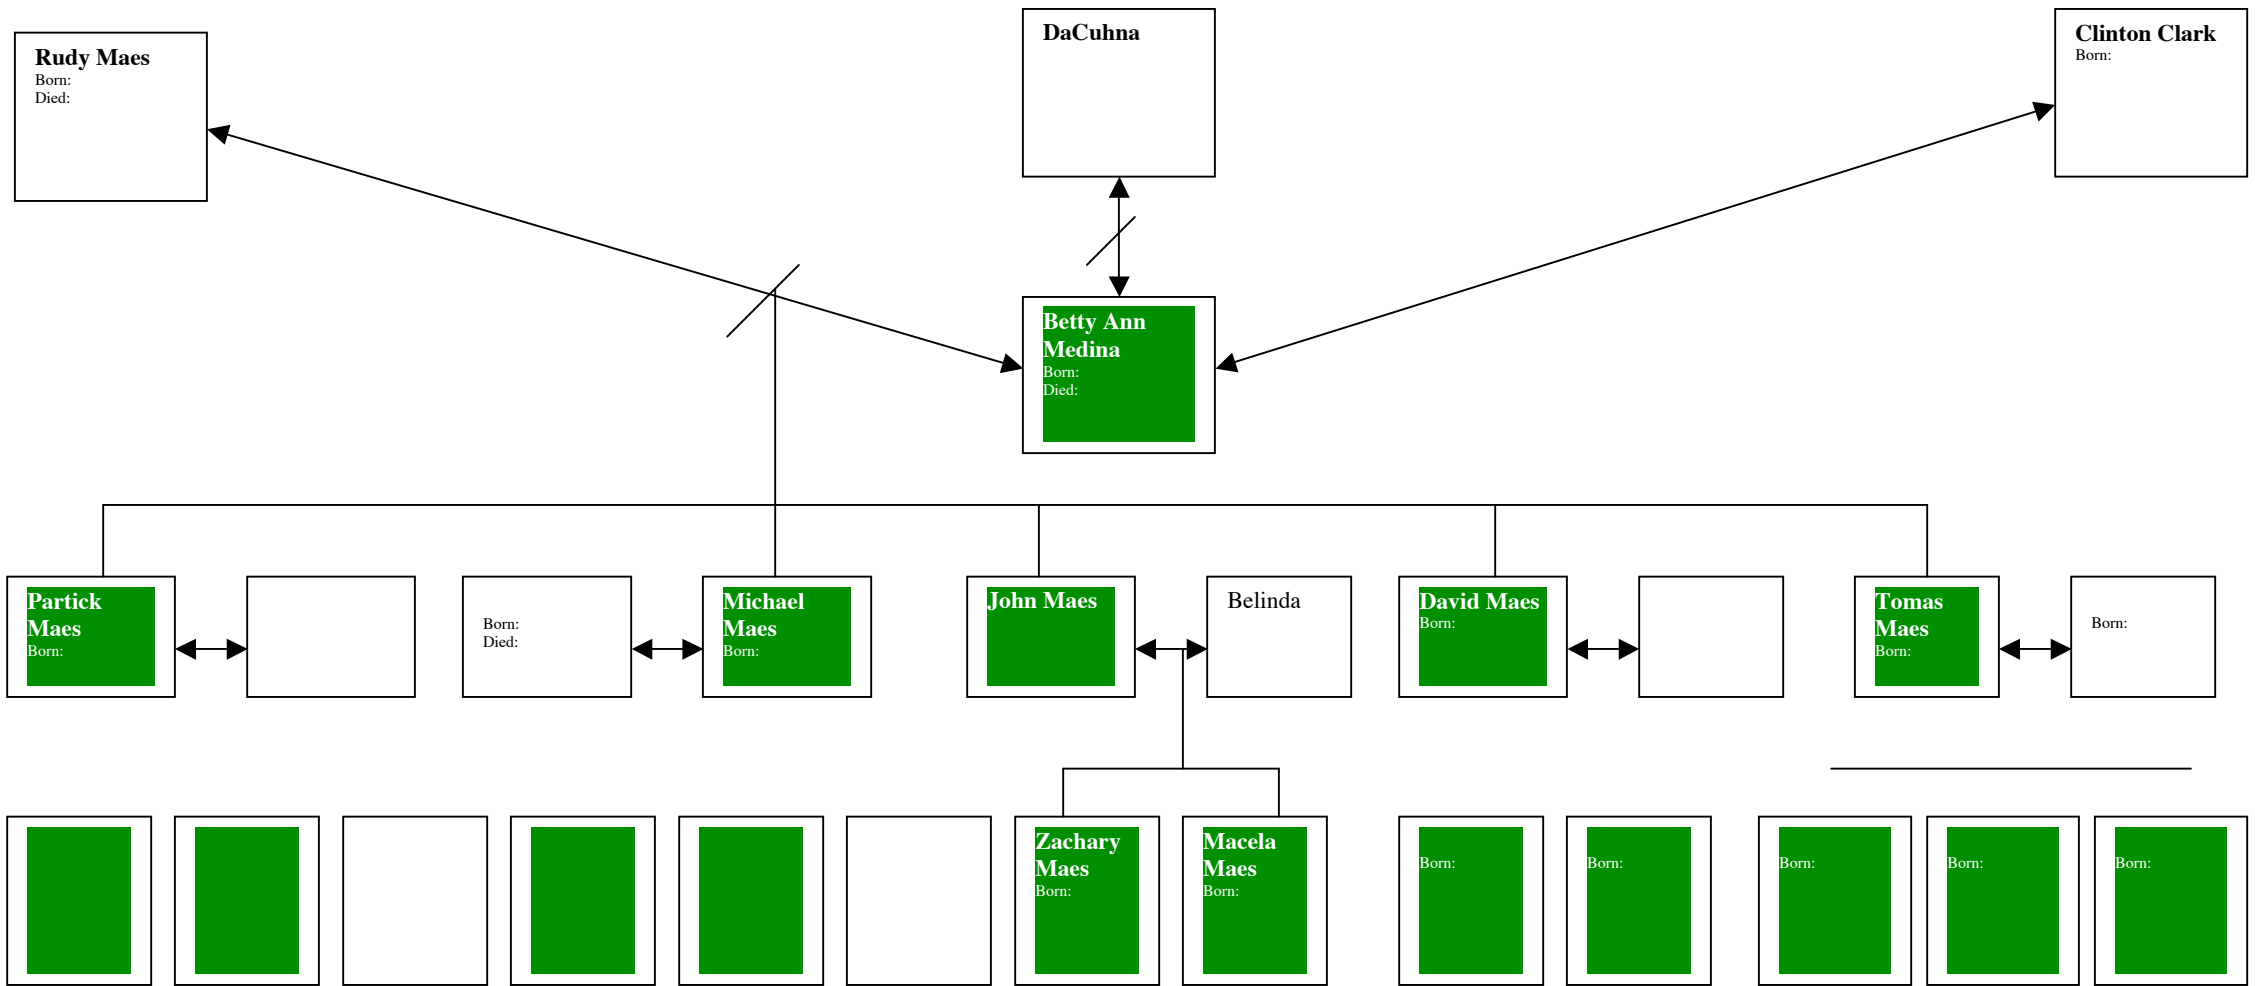 Rudy Maes
Born:
Died:
DaCuhna
Clinton Clark
Born:
Betty Ann
Medina
Born:
Died:
Partick
Maes
Born:
Born:
Died:
Michael
Maes
Born:
John Maes
Belinda
David Maes
Born:
Tomas
Maes
Born:
Born:
Zachary
Maes
Born:
Macela
Maes
Born:
Born:
Born:
Born:
Born:
Born: